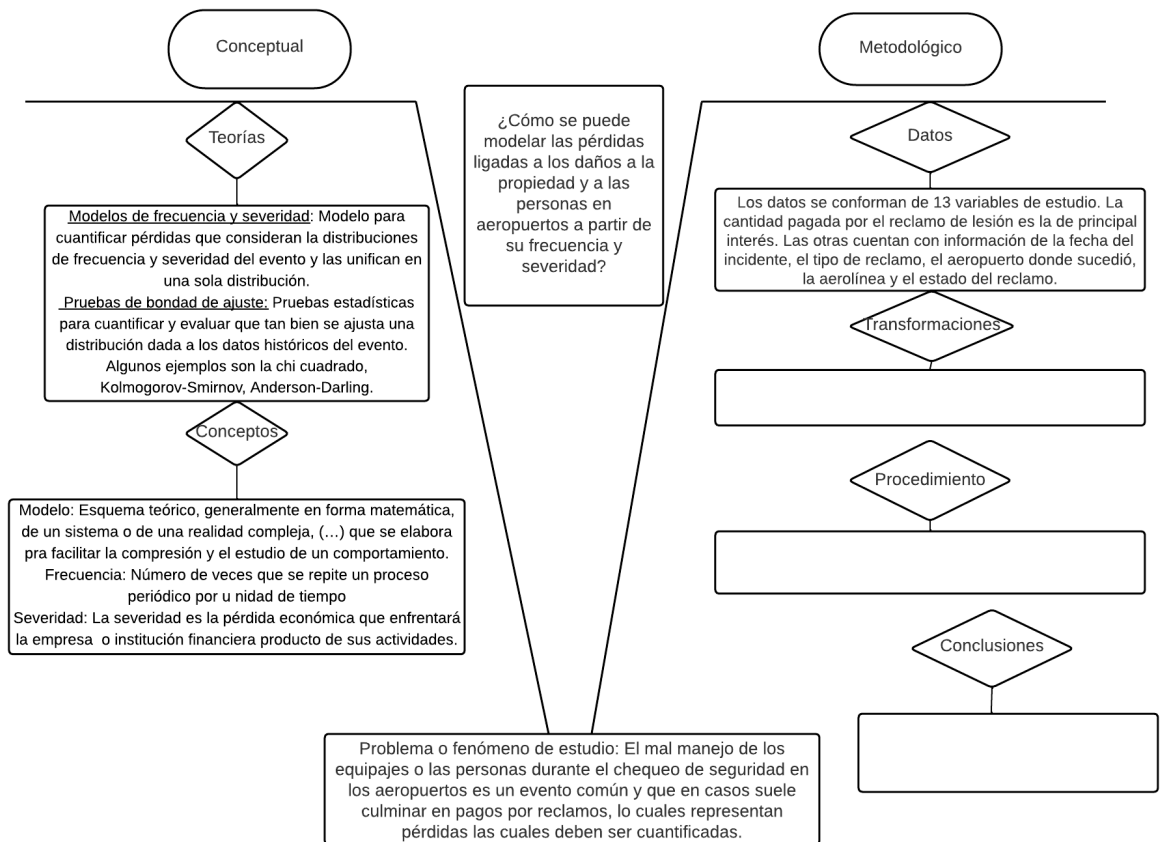 Conceptual
Teorías
Modelos de frecuencia y severidad: Modelo para
cuantificar pérdidas que consideran la distribuciones
de frecuencia y severidad del evento y las unifican en
una sola distribución.
Pruebas de bondad de ajuste: Pruebas estadísticas
para cuantificar y evaluar que tan bien se ajusta una
distribución dada a los datos históricos del evento.
Algunos ejemplos son la chi cuadrado,
Kolmogorov-Smirnov, Anderson-Darling.
Conceptos
Modelo: Esquema teórico, generalmente en forma matemática,
de un sistema o de una realidad compleja, (…) que se elabora
pra facilitar la compresión y el estudio de un comportamiento.
Frecuencia: Número de veces que se repite un proceso
periódico por u nidad de tiempo
Severidad: La severidad es la pérdida económica que enfrentará
la empresa  o institución financiera producto de sus actividades.
¿Cómo se puede
modelar las pérdidas
ligadas a los daños a la
propiedad y a las
personas en
aeropuertos a partir de
su frecuencia y
severidad?
Metodológico
Datos
Los datos se conforman de 13 variables de estudio. La
cantidad pagada por el reclamo de lesión es la de principal
interés. Las otras cuentan con información de la fecha del
incidente, el tipo de reclamo, el aeropuerto donde sucedió,
la aerolínea y el estado del reclamo.
Transformaciones
Procedimiento
Conclusiones
Problema o fenómeno de estudio: El mal manejo de los
equipajes o las personas durante el chequeo de seguridad en
los aeropuertos es un evento común y que en casos suele
culminar en pagos por reclamos, lo cuales representan
pérdidas las cuales deben ser cuantificadas.